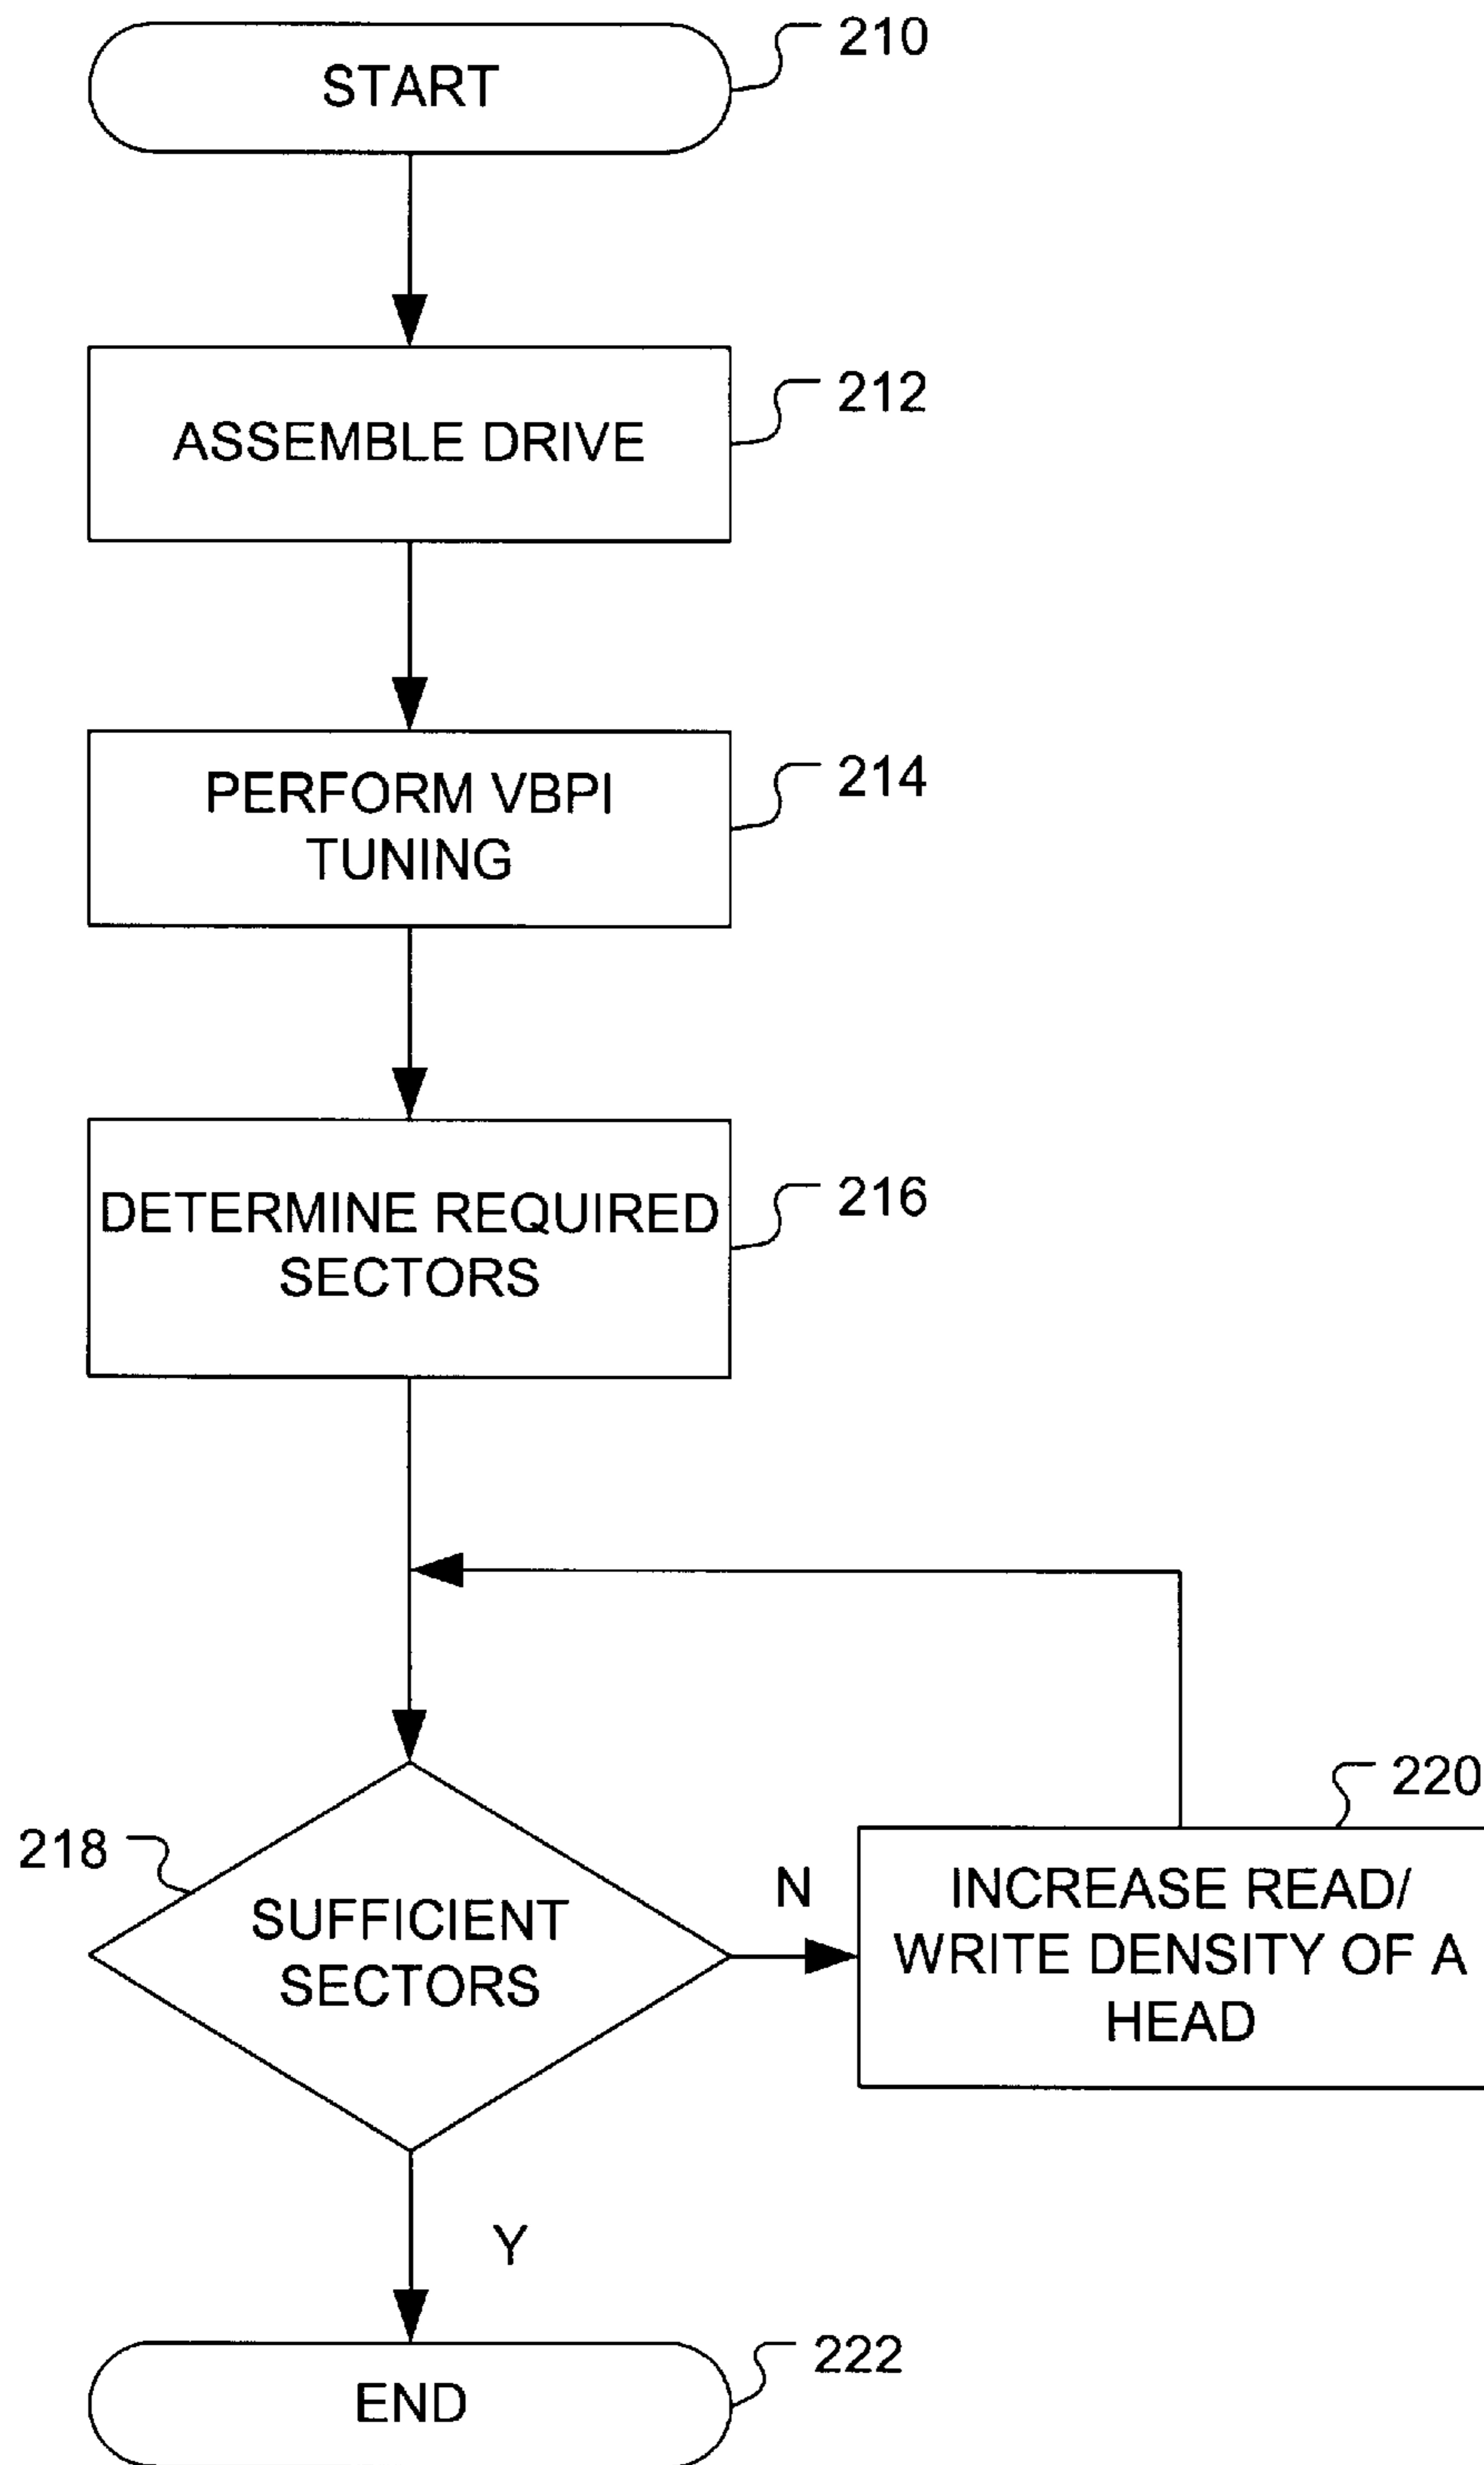 START
210
ASSEMBLE DRIVE
212
PERFORM VBPI
TUNING
214
DETERMINE REQUIRED
SECTORS
216
218
SUFFICIENT
SECTORS
N
220
INCREASE READ/
WRITE DENSITY OF A
HEAD
Y
END
222